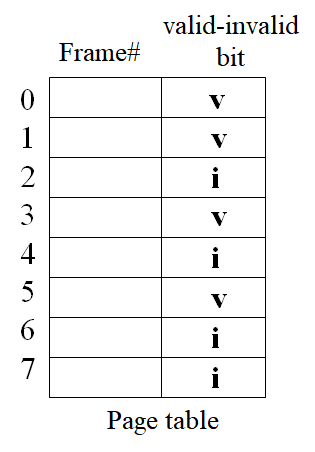 valid-invalid
Frame# bit
0 v
1 v
2 i
3 v
4 i
5 v
6 i
7 i
Page table